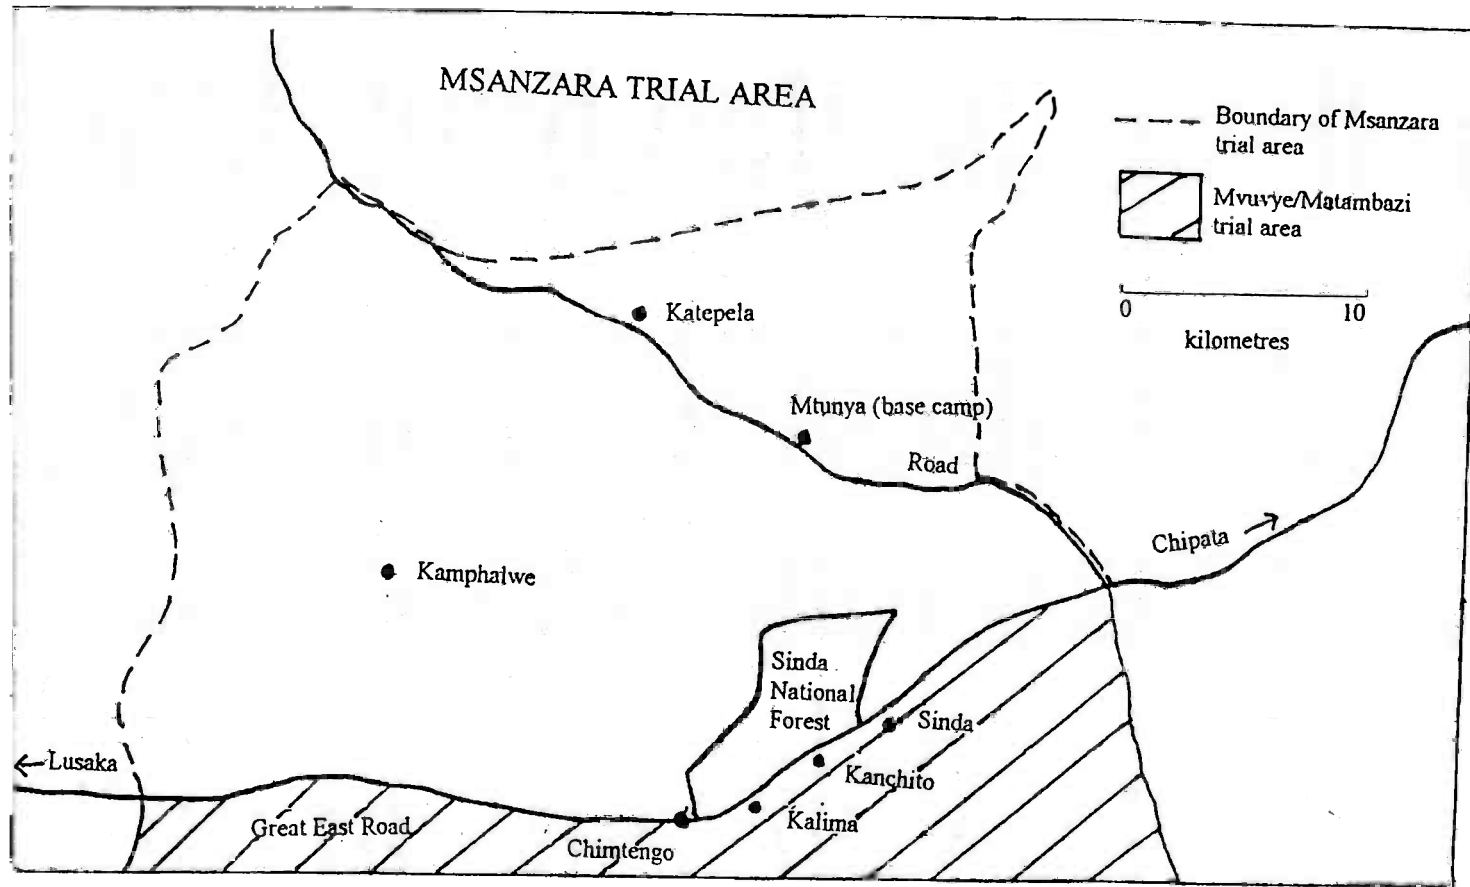 MSANZARA TRIAL AREA
Boundary of Msanzara
trial area
Mvuvye/Matambazi
trial area
0 10
kilometres
Katepela
Mtunya (base camp)
Road
Chipata
Kamphalwe
Sinda
National
Forest
Sinda
Lusaka
Kanchito
Great East Road
Kalima
Chimtengo